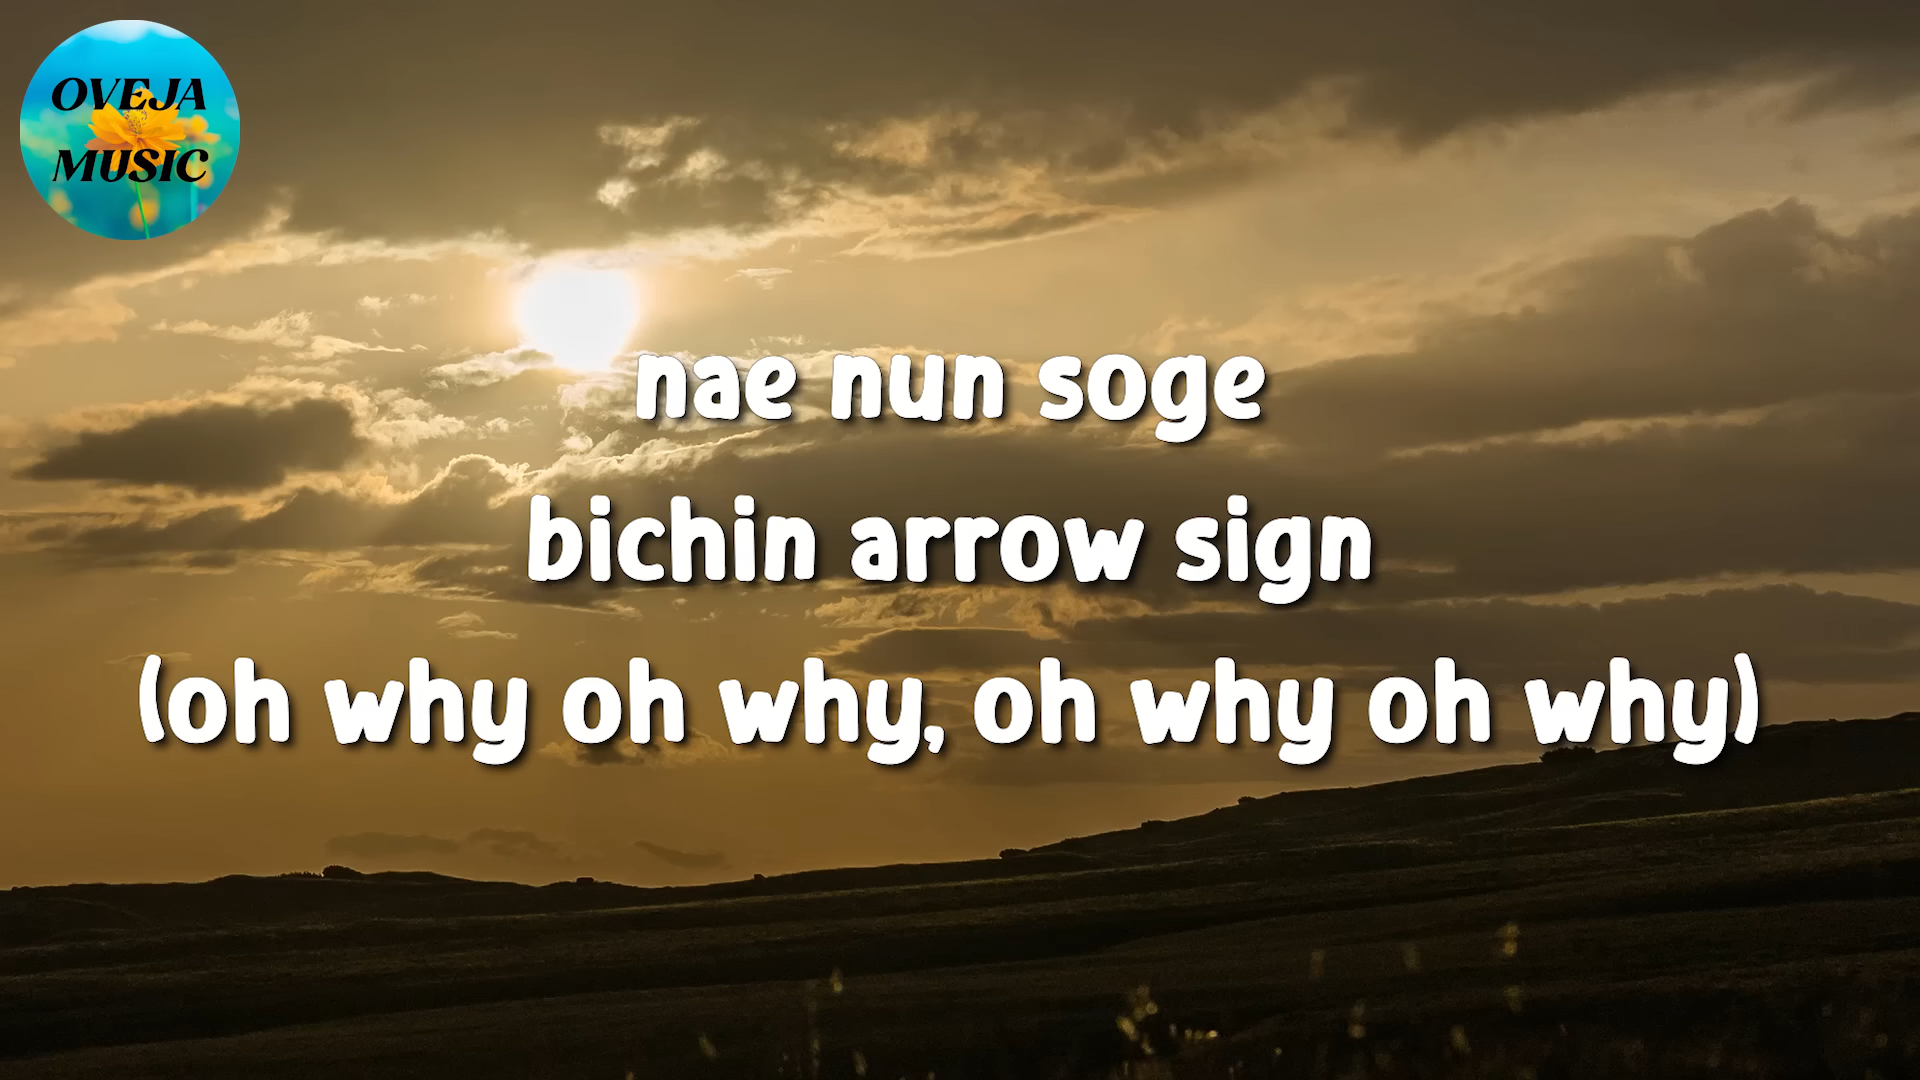 OVEJA
MUSIC
nae nun soge
bichin arrow sign
(oh why oh why, oh why oh why)